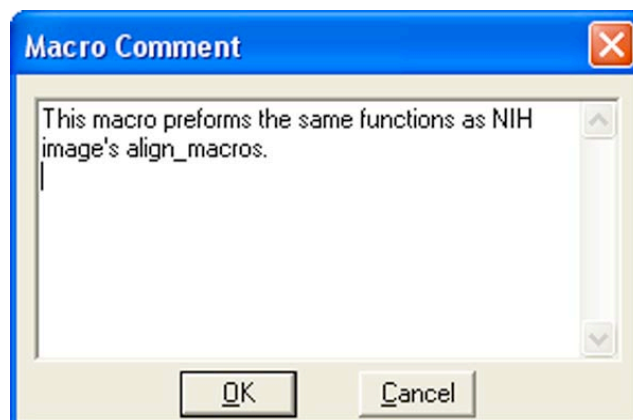 Macro Comment
This macro preforms the same functions as NIH
image's align_macros.
OK
Cancel